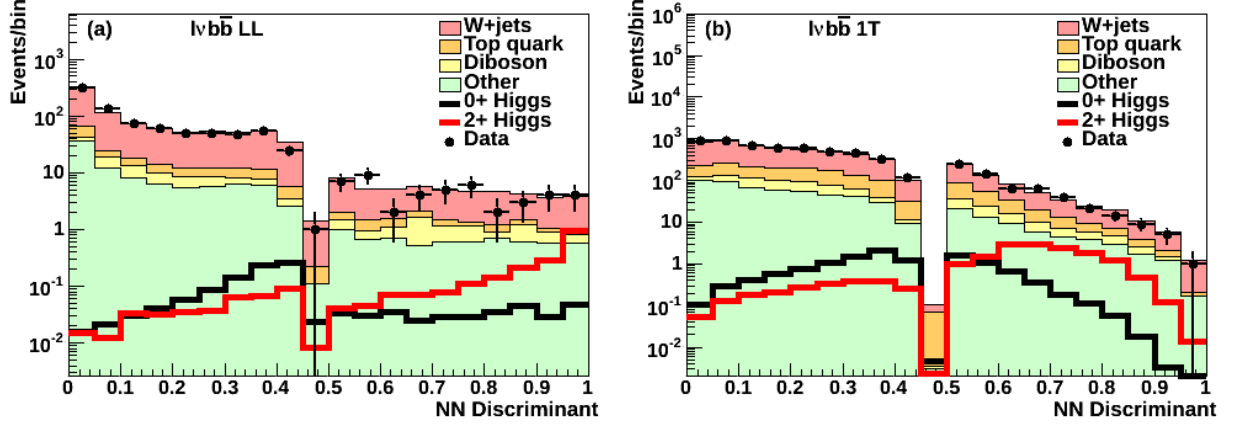 Events/bin
(a) lνbb̄ LL
W+jets
Top quark
Diboson
Other
0+ Higgs
2+ Higgs
Data
10³
10²
10
1
10⁻¹
10⁻²
0 0.1 0.2 0.3 0.4 0.5 0.6 0.7 0.8 0.9 1
NN Discriminant
Events/bin
(b) lνbb̄ 1T
W+jets
Top quark
Diboson
Other
0+ Higgs
2+ Higgs
Data
10⁶
10⁵
10⁴
10³
10²
10
1
10⁻¹
10⁻²
0 0.1 0.2 0.3 0.4 0.5 0.6 0.7 0.8 0.9 1
NN Discriminant